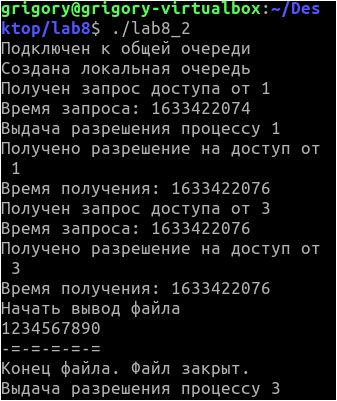 grigory@grigory-virtualbox:~/Des
ktop/lab8$ ./lab8_2
Подключен к общей очереди
Создана локальная очередь
Получен запрос доступа от 1
Время запроса: 1633422074
Выдача разрешения процессу 1
Получено разрешение на доступ от
1
Время получения: 1633422076
Получен запрос доступа от 3
Время запроса: 1633422076
Получено разрешение на доступ от
3
Время получения: 1633422076
Начать вывод файла
1234567890
-=-=-=-=-=
Конец файла. Файл закрыт.
Выдача разрешения процессу 3